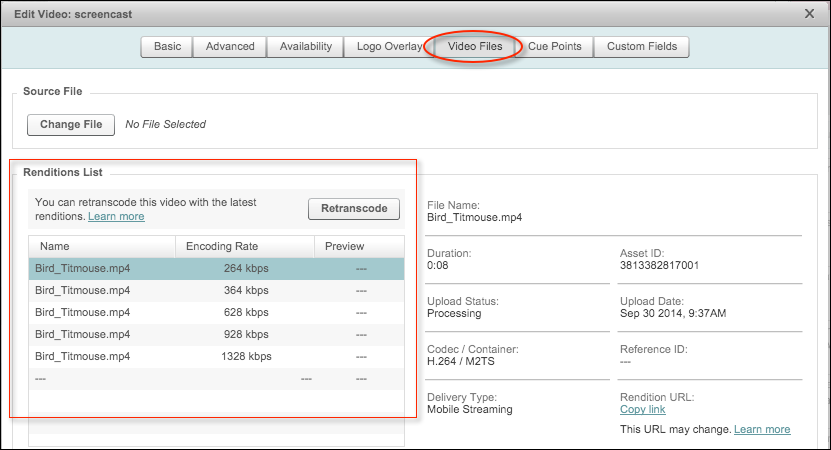 Edit Video: screencast X
Basic Advanced Availability Logo Overlay Video Files Cue Points Custom Fields
Source File
Change File No File Selected
Renditions List
You can retranscode this video with the latest
renditions. Learn more
Retranscode
Name Encoding Rate Preview
Bird_Titmouse.mp4 264 kbps ---
Bird_Titmouse.mp4 364 kbps ---
Bird_Titmouse.mp4 628 kbps ---
Bird_Titmouse.mp4 928 kbps ---
Bird_Titmouse.mp4 1328 kbps ---
--- --- ---
File Name:
Bird_Titmouse.mp4
Duration:
0:08
Asset ID:
3813382817001
Upload Status:
Processing
Upload Date:
Sep 30 2014, 9:37AM
Codec / Container:
H.264 / M2TS
Reference ID:
---
Delivery Type:
Mobile Streaming
Rendition URL:
Copy link
This URL may change. Learn more